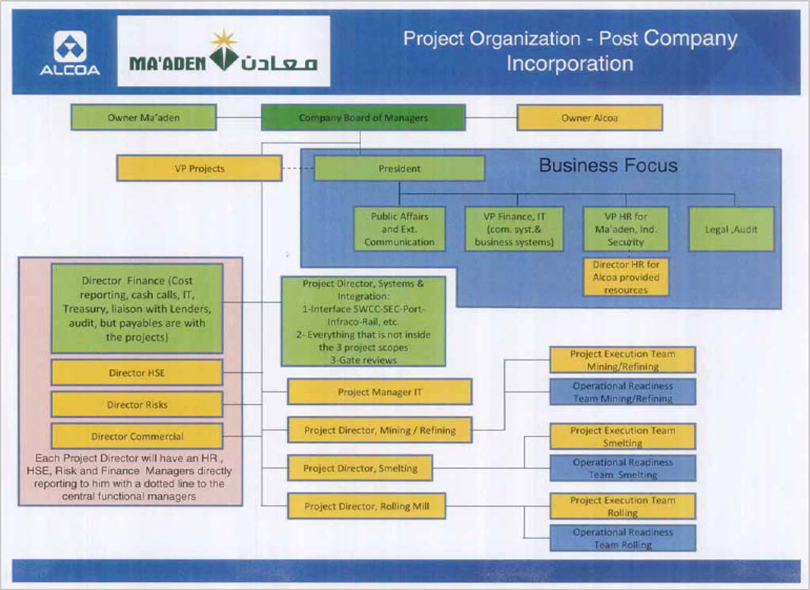 ALCOA
MA'ADEN معادن
Project Organization - Post Company
Incorporation
Owner Ma'aden
Company Board of Managers
Owner Alcoa
VP Projects
President
Business Focus
Public Affairs
and Ext.
Communication
VP Finance, IT
(com. syst.&
business systems)
VP HR for
Ma'aden, Ind.
Security
Legal ,Audit
Director HR for
Alcoa provided
resources
Director Finance (Cost
reporting, cash calls, IT,
Treasury, liaison with Lenders,
audit, but payables are with
the projects)
Project Director, Systems &
Integration:
1-Interface SWCC-SEC-Port-
Infraco-Rail, etc.
2- Everything that is not inside
the 3 project scopes
3-Gate reviews
Director HSE
Director Risks
Director Commercial
Each Project Director will have an HR ,
HSE, Risk and Finance Managers directly
reporting to him with a dotted line to the
central functional managers
Project Manager IT
Project Director, Mining / Refining
Project Director, Smelting
Project Director, Rolling Mill
Project Execution Team
Mining/Refining
Operational Readiness
Team Mining/Refining
Project Execution Team
Smelting
Operational Readiness
Team Smelting
Project Execution Team
Rolling
Operational Readiness
Team Rolling